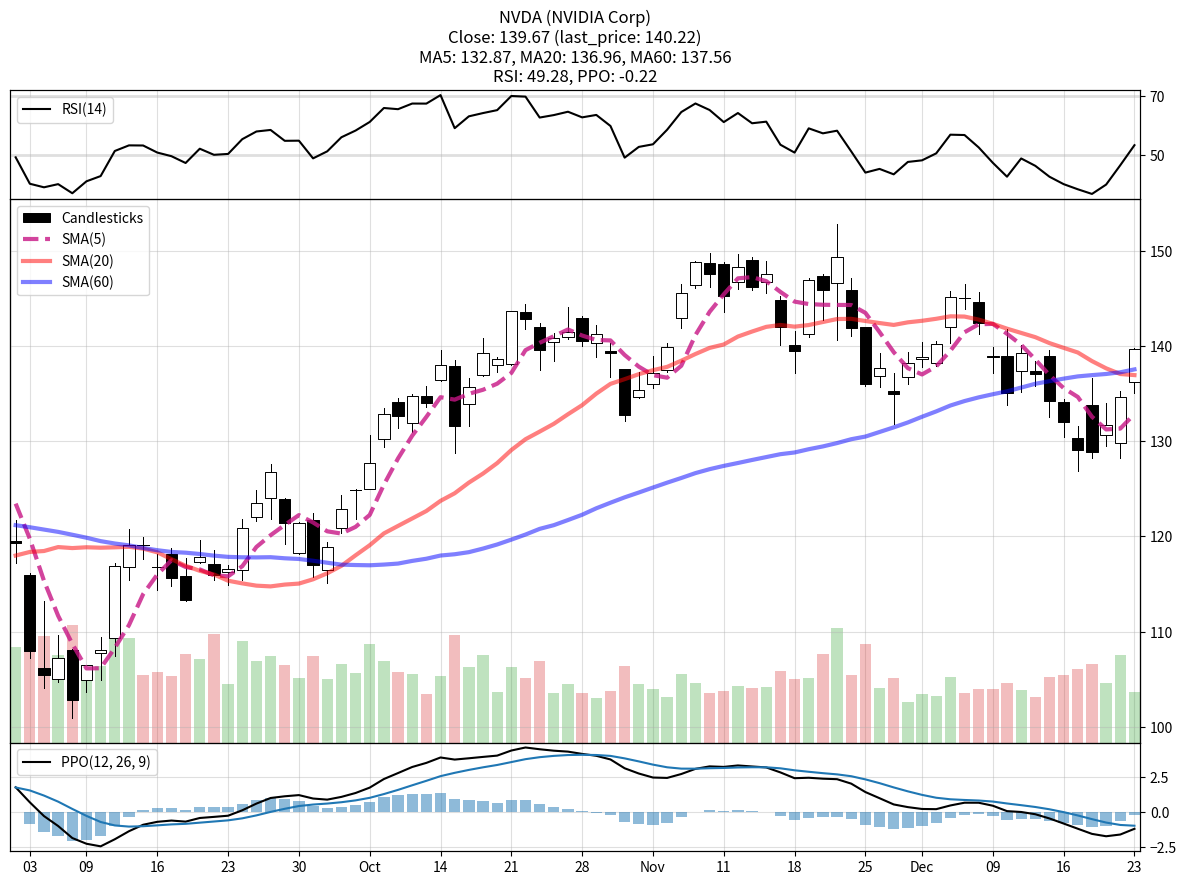 NVDA (NVIDIA Corp)
Close: 139.67 (last_price: 140.22)
MA5: 132.87, MA20: 136.96, MA60: 137.56
RSI: 49.28, PPO: -0.22
RSI(14)
70
50
Candlesticks
SMA(5)
SMA(20)
SMA(60)
150
140
130
120
110
100
PPO(12, 26, 9)
2.5
0.0
−2.5
03 09 16 23 30 Oct 14 21 28 Nov 11 18 25 Dec 09 16 23